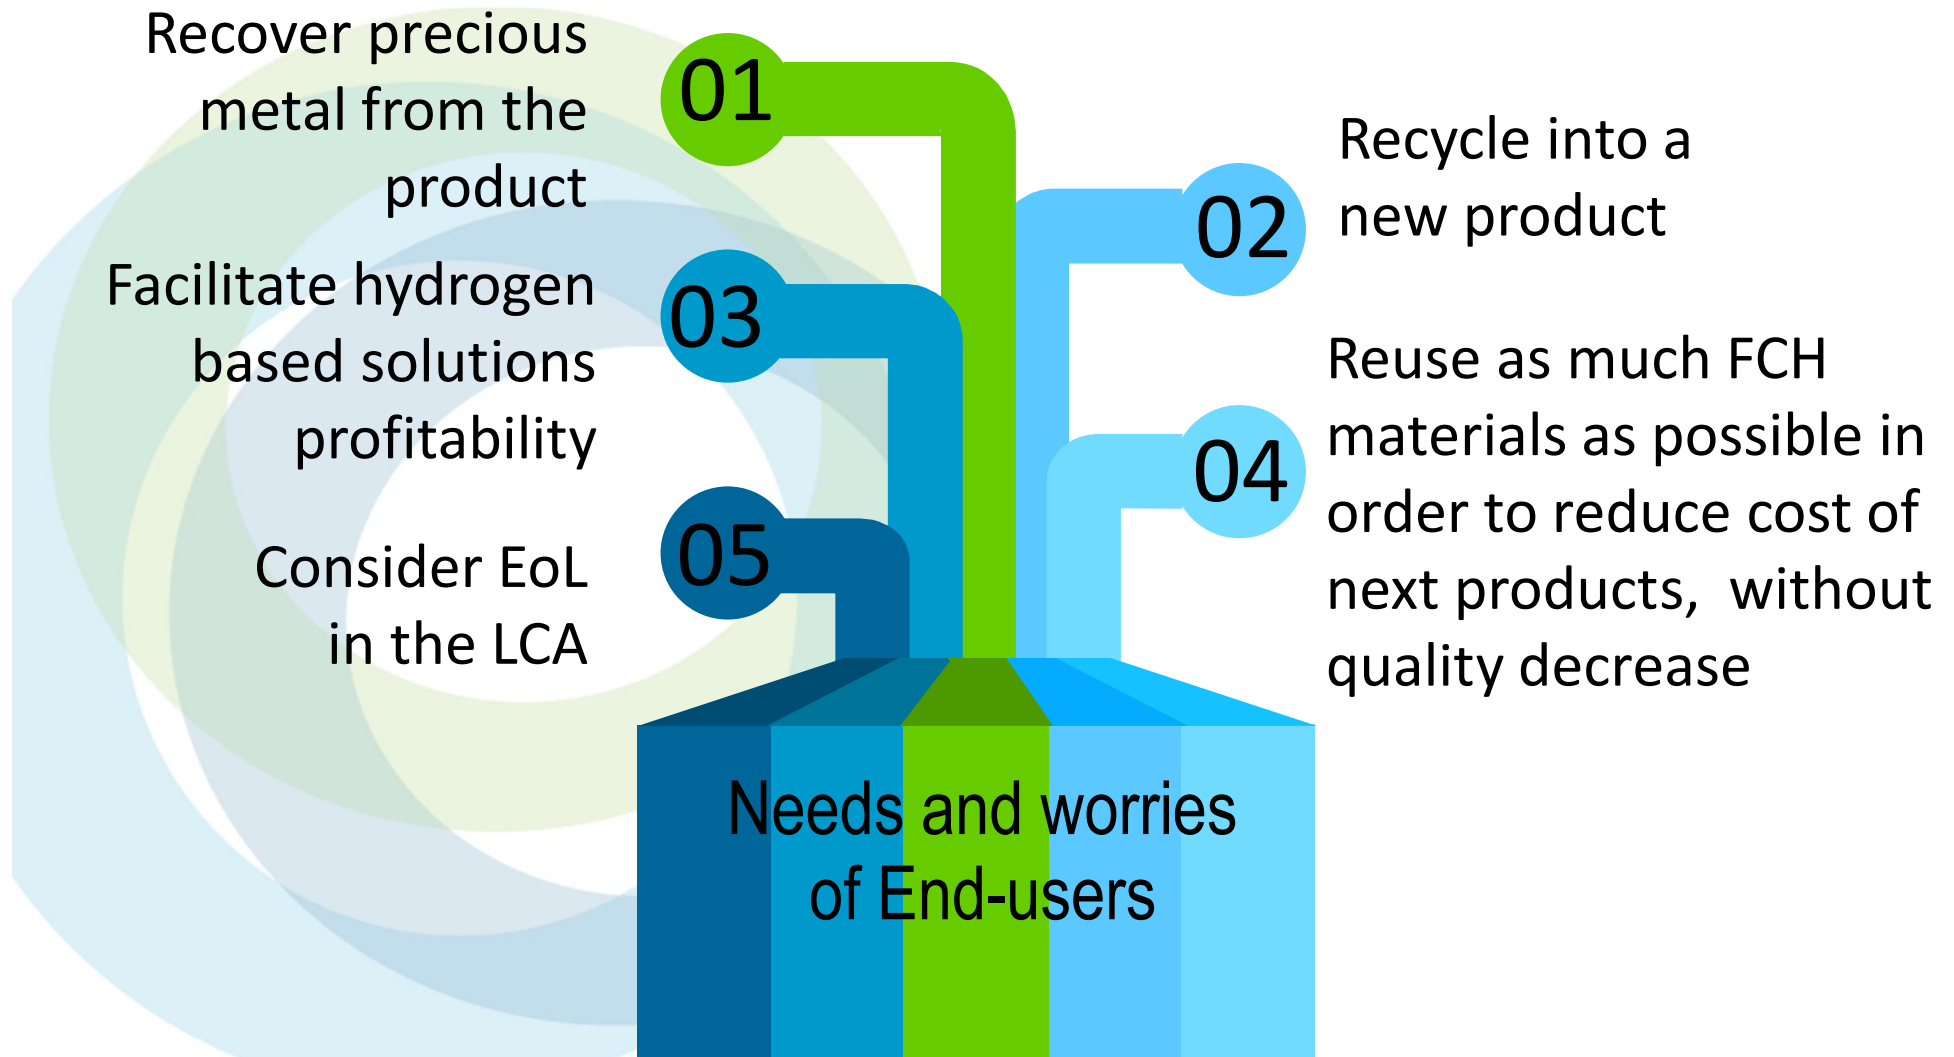 01
Recover precious
metal from the
product
02
Recycle into a
new product
03
Facilitate hydrogen
based solutions
profitability
04
Reuse as much FCH
materials as possible in
order to reduce cost of
next products,  without
quality decrease
05
Consider EoL
in the LCA
Needs and worries
of End-users